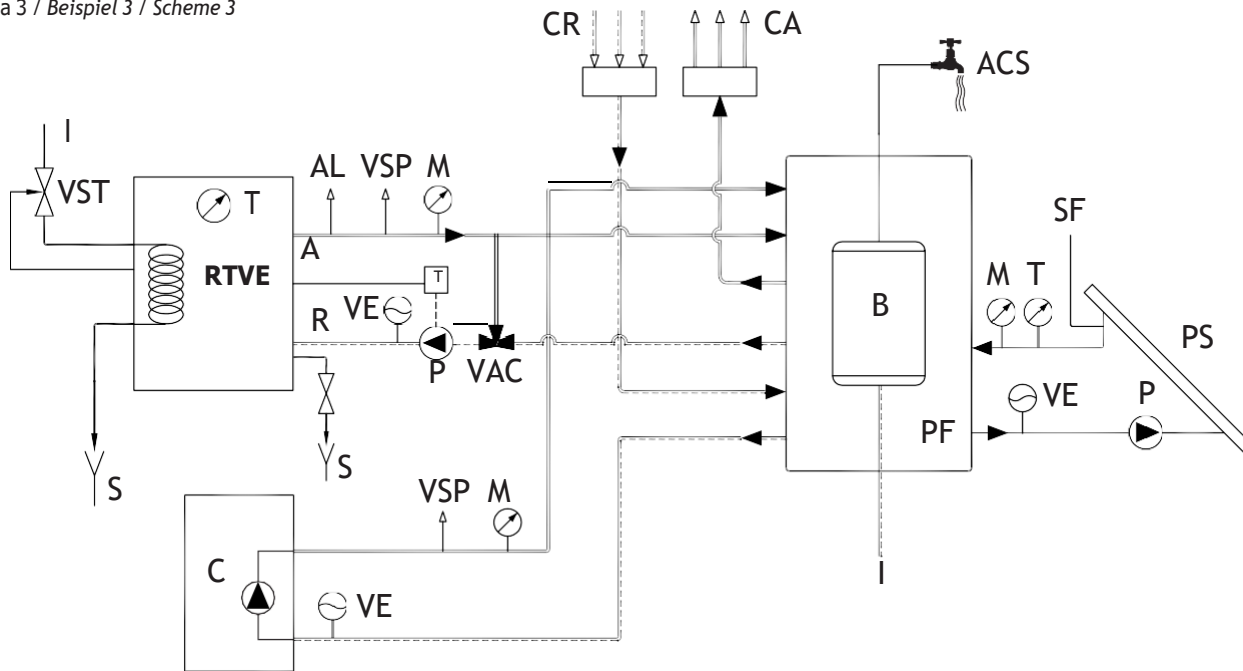 a 3 / Beispiel 3 / Scheme 3
CR
CA
ACS
I
AL
VSP
M
VST
T
SF
A
RTVE
T
M
T
B
R
VE
PS
P
VAC
VE
P
PF
S
S
VSP
M
C
I
VE